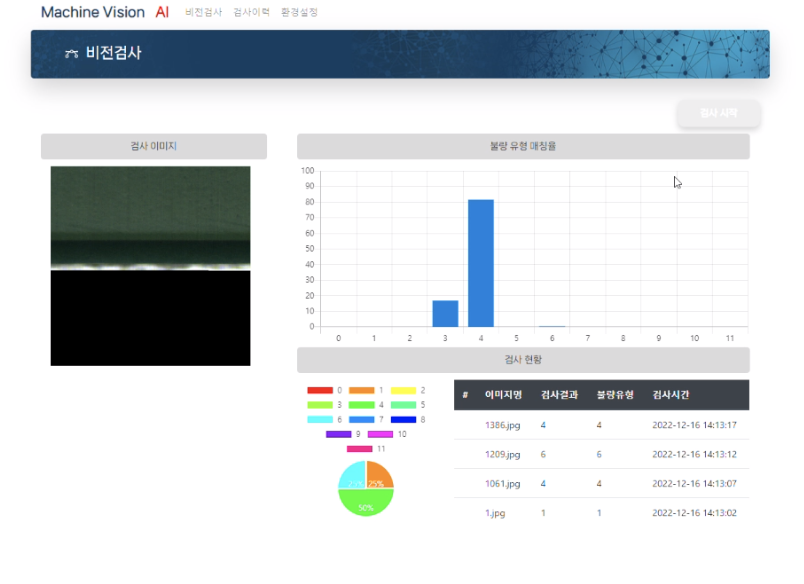 Machine Vision AI 비전검사 검사이력 환경설정
비전검사
검사 시작
검사 이미지
불량 유형 매칭율
100
90
80
70
60
50
40
30
20
10
0
0 1 2 3 4 5 6 7 8 9 10 11
검사 현황
0 1 2
3 4 5
6 7 8
9 10
11
25% 25%
50%
# 이미지명 검사결과 불량유형 검사시간
1386.jpg 4 4 2022-12-16 14:13:17
1209.jpg 6 6 2022-12-16 14:13:12
1061.jpg 4 4 2022-12-16 14:13:07
1.jpg 1 1 2022-12-16 14:13:02